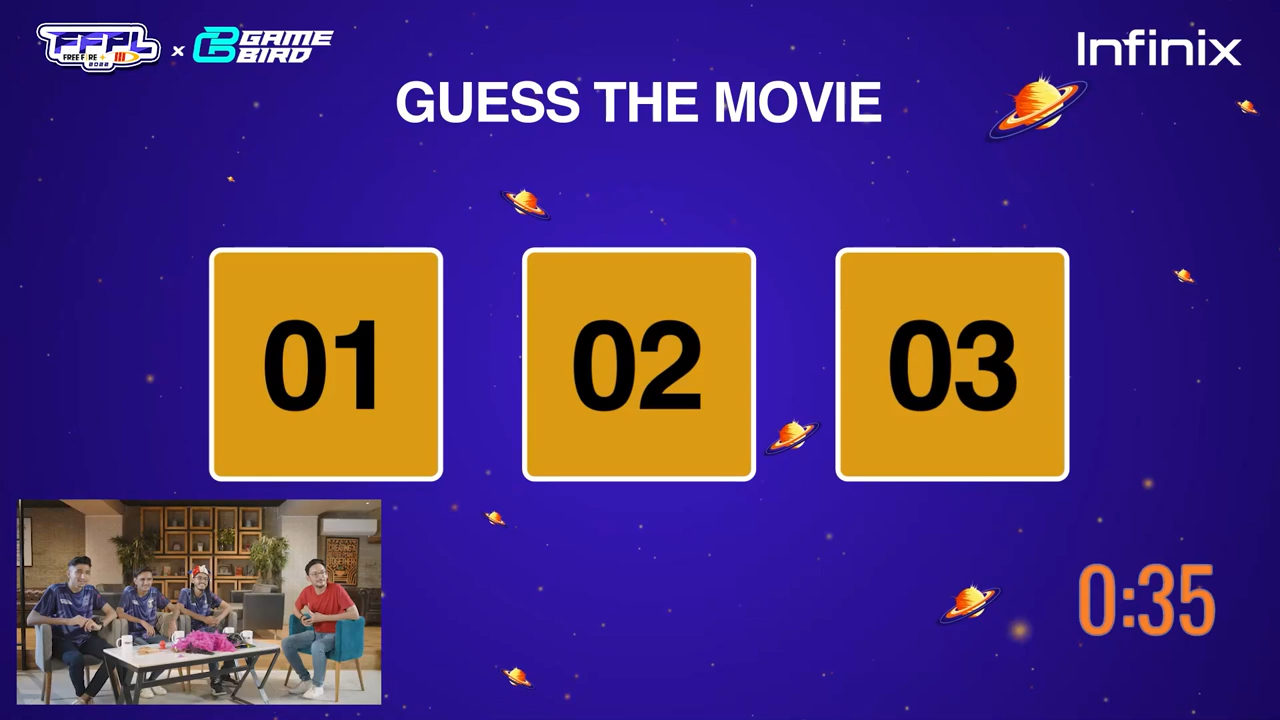 FFPL
FREE FIRE
2022
x
GAME
BIRD
Infinix
GUESS THE MOVIE
01
02
03
0:35